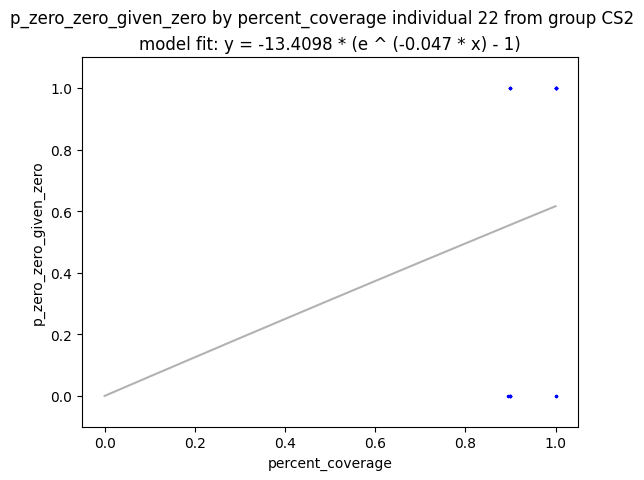 p_zero_zero_given_zero by percent_coverage individual 22 from group CS2
model fit: y = -13.4098 * (e ^ (-0.047 * x) - 1)
1.0
0.8
0.6
0.4
0.2
0.0
p_zero_zero_given_zero
0.0 0.2 0.4 0.6 0.8 1.0
percent_coverage